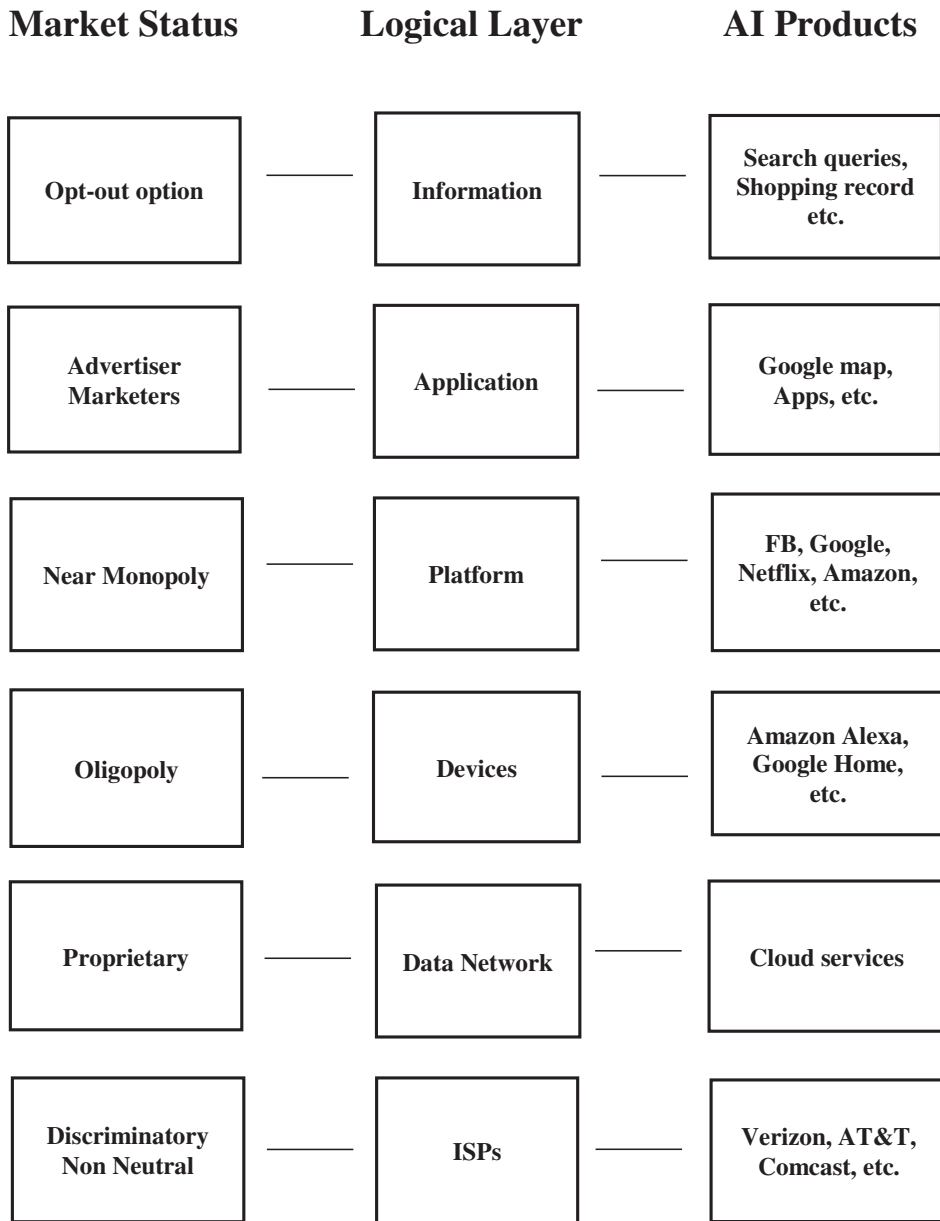 Market Status
Logical Layer
AI Products
Opt-out option
Information
Search queries,
Shopping record
etc.
Advertiser
Marketers
Application
Google map,
Apps, etc.
Near Monopoly
Platform
FB, Google,
Netflix, Amazon,
etc.
Oligopoly
Devices
Amazon Alexa,
Google Home,
etc.
Proprietary
Data Network
Cloud services
Discriminatory
Non Neutral
ISPs
Verizon, AT&T,
Comcast, etc.